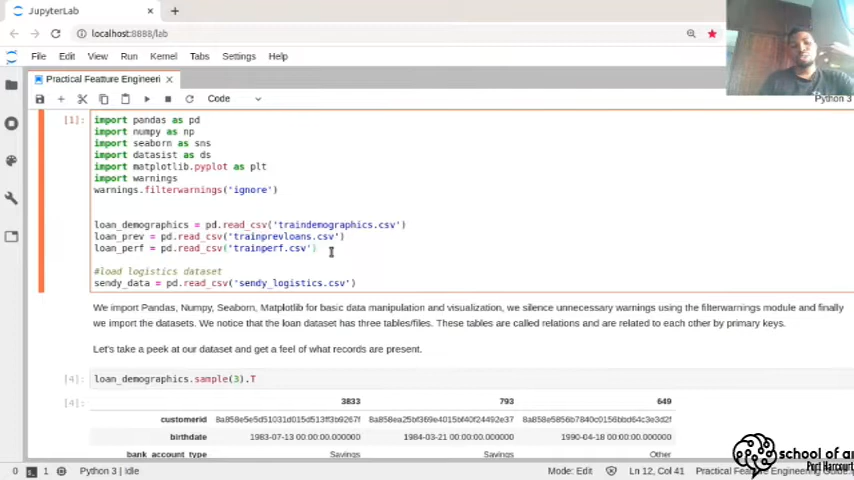 JupyterLab
localhost:8888/lab
File Edit View Run Kernel Tabs Settings Help
Practical Featture Engineeri
Code
Python 3
[1]:
import pandas as pd
import numpy as np
import seaborn as sns
import datasist as ds
import matplotlib.pyplot as plt
import warnings
warnings.filterwarnings('ignore')
loan_demographics = pd.read_csv('traindemographics.csv')
loan_prev = pd.read_csv('trainprevloans.csv')
loan_perf = pd.read_csv('trainperf.csv')
#load logistics dataset
sendy_data = pd.read_csv('sendy_logistics.csv')
We import Pandas, Numpy, Seaborn, Matplotlib for basic data manipulation and visualization, we silence unnecessary warnings using the filterwarnings module and finally
we import the datasets. We notice that the loan dataset has three tables/files. These tables are called relations and are related to each other by primary keys.
Let's take a peek at our dataset and get a feel of what records are present.
[4]: loan_demographics.sample(3).T
[4]: 3833 793 649
customerid 8a858e5e5d51031d015d513ff3b9267f 8a858ea25bf369e4015bf40f24492e37 8a858e5856b7840c0156bbd64c3e3d2f
birthdate 1983-07-13 00:00:00.000000 1984-03-21 00:00:00.000000 1990-04-18 00:00:00.000000
bank_account_type Savings Savings Other
0 1 Python 3 | Idle Mode: Edit Ln 12, Col 41 Practical Feat
school of
Port Harcourt